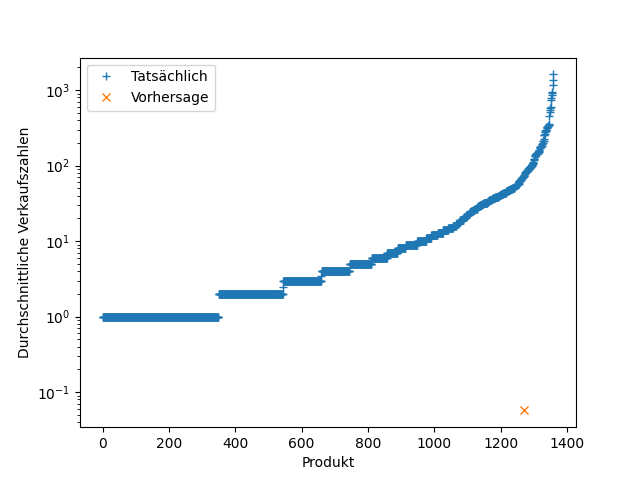 Tatsächlich
Vorhersage
Durchschnittliche Verkaufszahlen
10³
10²
10¹
10⁰
10⁻¹
0 200 400 600 800 1000 1200 1400
Produkt